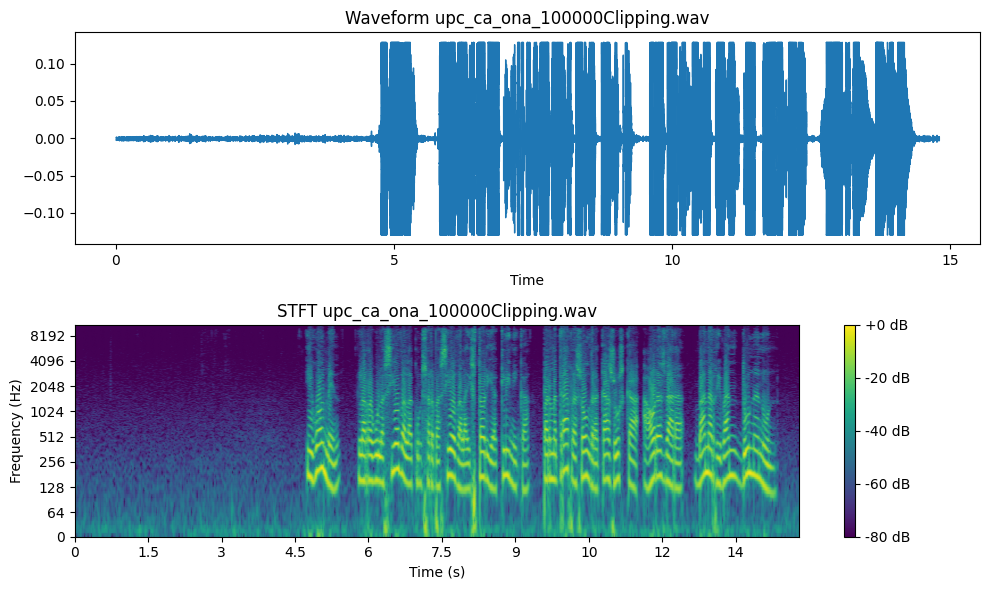 Waveform upc_ca_ona_100000Clipping.wav
0.10
0.05
0.00
−0.05
−0.10
0 5 10 15
Time
STFT upc_ca_ona_100000Clipping.wav
Frequency (Hz)
8192
4096
2048
1024
512
256
128
64
0
0 1.5 3 4.5 6 7.5 9 10 12 14
Time (s)
+0 dB
-20 dB
-40 dB
-60 dB
-80 dB